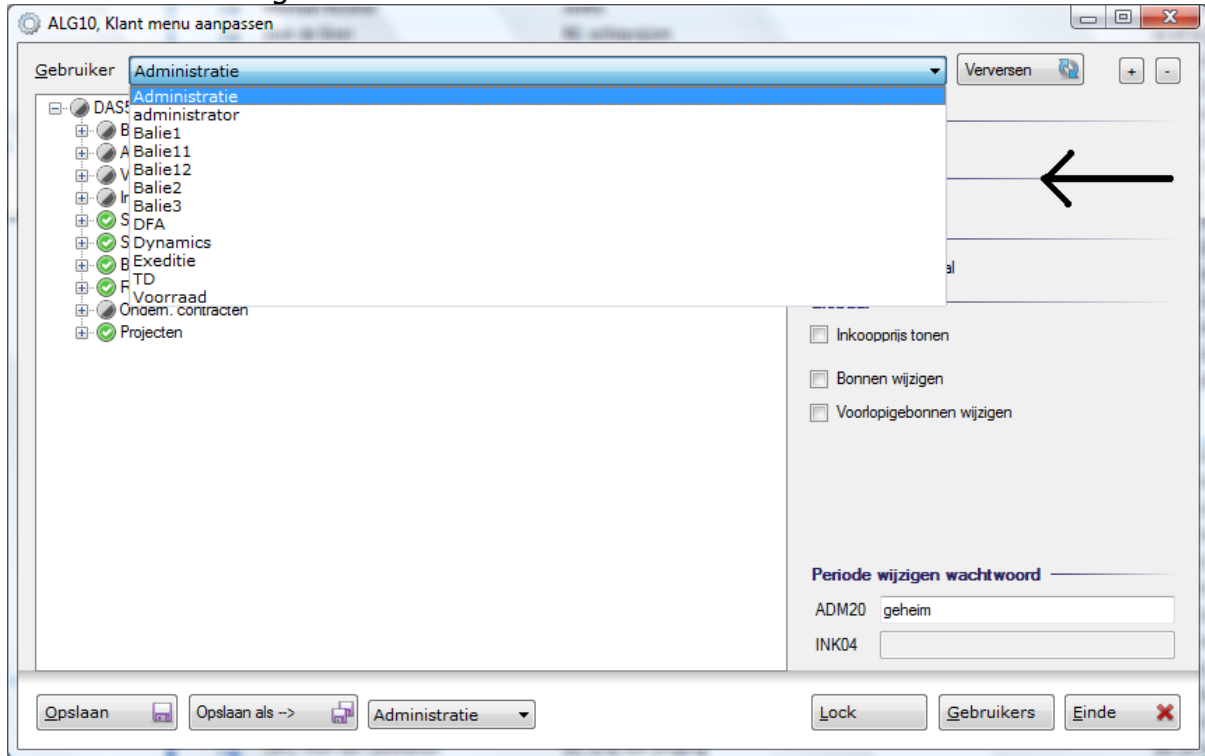 ALG10, Klant menu aanpassen
Gebruiker Administratie Verversen + -
Administratie
administrator
Balie1
Balie11
Balie12
Balie2
Balie3
DFA
Dynamics
Exeditie
TD
Voorraad
Ondern. contracten
Projecten
Inkoopprijs tonen
Bonnen wijzigen
Voorlopigebonnen wijzigen
Periode wijzigen wachtwoord
ADM20 geheim
INK04
Opslaan Opslaan als --> Administratie Lock Gebruikers Einde